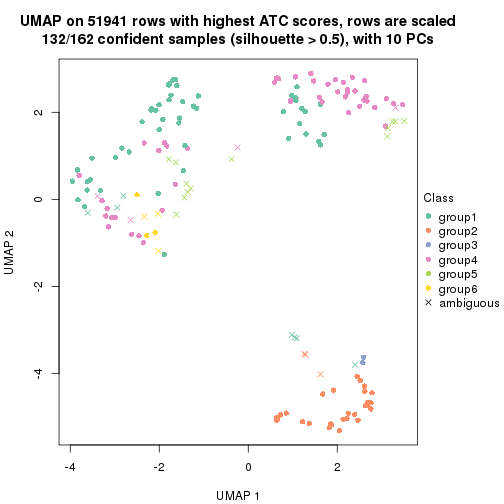 UMAP on 51941 rows with highest ATC scores, rows are scaled
132/162 confident samples (silhouette > 0.5), with 10 PCs
2
0
-2
-4
UMAP 2
-4
-2
0
2
UMAP 1
Class
group1
group2
group3
group4
group5
group6
ambiguous